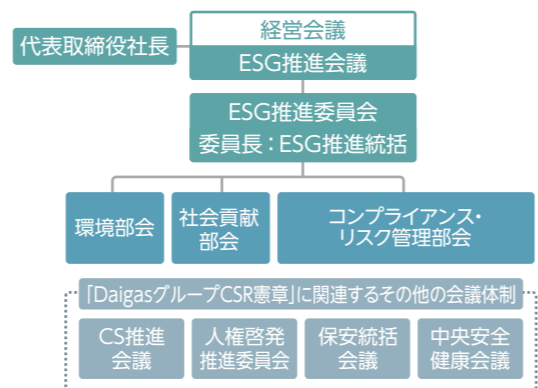 経営会議
代表取締役社長
ESG推進会議
ESG推進委員会
委員長：ESG推進統括
環境部会
社会貢献
部会
コンプライアンス・
リスク管理部会
「DaigasグループCSR憲章」に関連するその他の会議体制
CS推進
会議
人権啓発
推進委員会
保安統括
会議
中央安全
健康会議